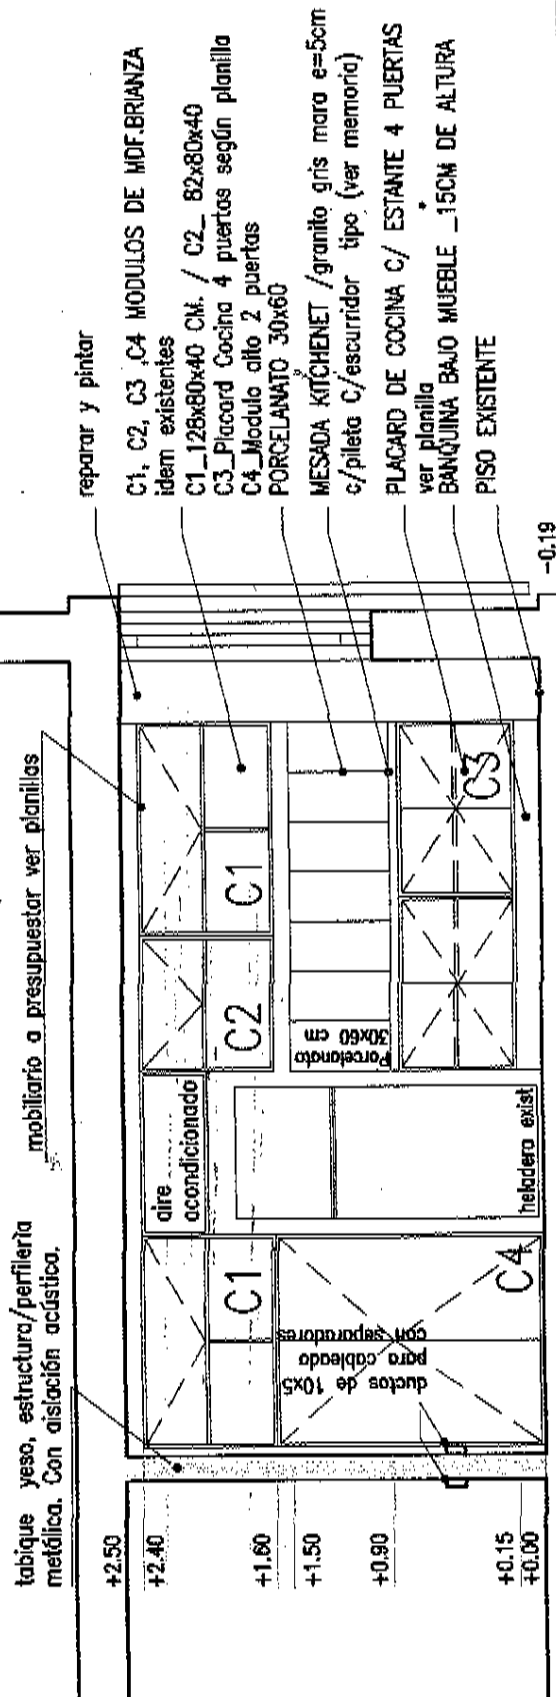 tabique yeso, estructura/perfilería
metálica. Con aislación acústica.
mobiliario a presupuestar ver planillas
reparar y pintar
C1, C2, C3 ,C4 MODULOS DE MDF.BRIANZA
idem existentes
C1_128x80x40 CM. / C2_ 82x80x40
C3_Placard Cocina 4 puertas según planilla
C4_Modulo alto 2 puertas
PORCELANATO 30x60
MESADA KITCHENET /granito gris mara e=5cm
c/pileta C/escurridor tipo (ver memoria)
PLACARD DE COCINA C/ ESTANTE 4 PUERTAS
ver planilla
BANQUINA BAJO MUEBLE _15CM DE ALTURA
PISO EXISTENTE
+2.50
+2.40
+1.60
+1.50
+0.90
+0.15
+0.00
-0.19
C1
aire
acondicionado
C2
C1
Porcelanato
30x60 cm
C3
heladera exist
C4
ductos de 10x5
para cableado
con separadores